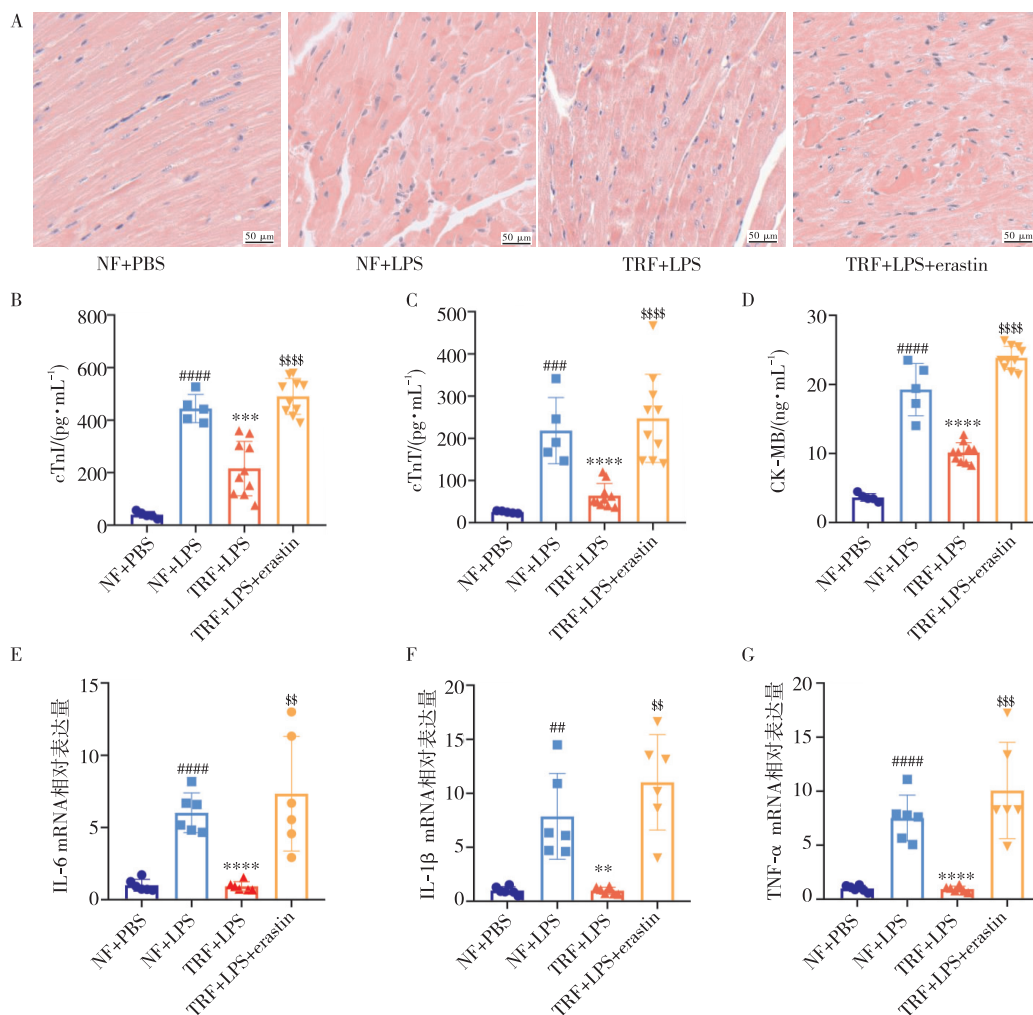 A
50 μm
50 μm
50 μm
50 μm
NF+PBS
NF+LPS
TRF+LPS
TRF+LPS+erastin
B
cTnI/(pg•mL⁻¹)
800
600
400
200
0
####
***
$$$$
NF+PBS
NF+LPS
TRF+LPS
TRF+LPS+erastin
C
cTnT/(pg•mL⁻¹)
500
400
300
200
100
0
###
****
$$$$
NF+PBS
NF+LPS
TRF+LPS
TRF+LPS+erastin
D
CK-MB/(ng•mL⁻¹)
30
20
10
0
####
****
$$$$
NF+PBS
NF+LPS
TRF+LPS
TRF+LPS+erastin
E
IL-6 mRNA相对表达量
15
10
5
0
####
****
$$
NF+PBS
NF+LPS
TRF+LPS
TRF+LPS+erastin
F
IL-1β mRNA相对表达量
20
15
10
5
0
##
**
$$
NF+PBS
NF+LPS
TRF+LPS
TRF+LPS+erastin
G
TNF-α mRNA相对表达量
20
15
10
5
0
####
****
$$$
NF+PBS
NF+LPS
TRF+LPS
TRF+LPS+erastin